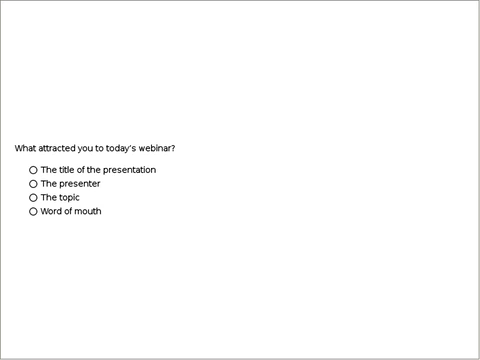 What attracted you to today's webinar?
The title of the presentation
The presenter
The topic
Word of mouth